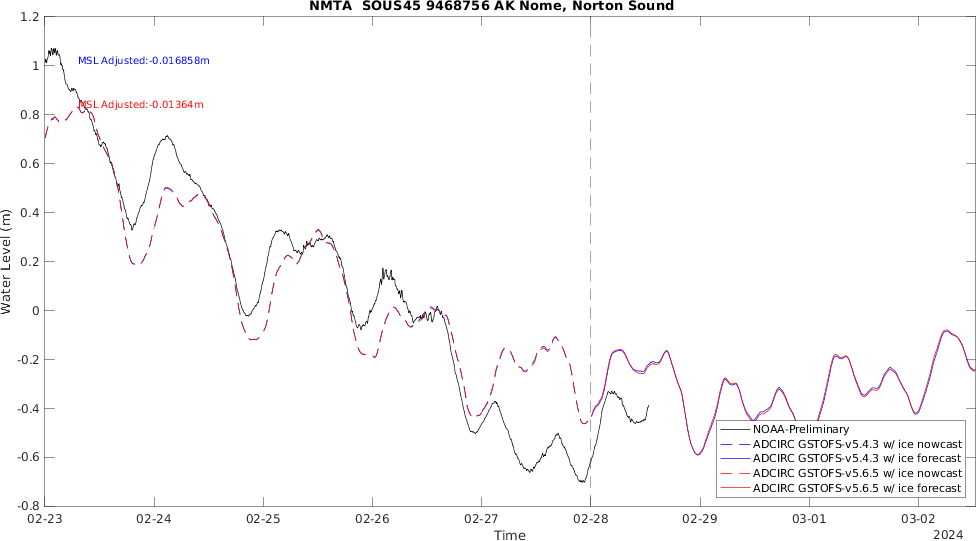 NMTA  SOUS45 9468756 AK Nome, Norton Sound
1.2
1
0.8
0.6
0.4
0.2
0
-0.2
-0.4
-0.6
-0.8
Water Level (m)
MSL Adjusted:-0.016858m
MSL Adjusted:-0.01364m
NOAA-Preliminary
ADCIRC GSTOFS-v5.4.3 w/ ice nowcast
ADCIRC GSTOFS-v5.4.3 w/ ice forecast
ADCIRC GSTOFS-v5.6.5 w/ ice nowcast
ADCIRC GSTOFS-v5.6.5 w/ ice forecast
02-23 02-24 02-25 02-26 02-27 02-28 02-29 03-01 03-02
Time
2024